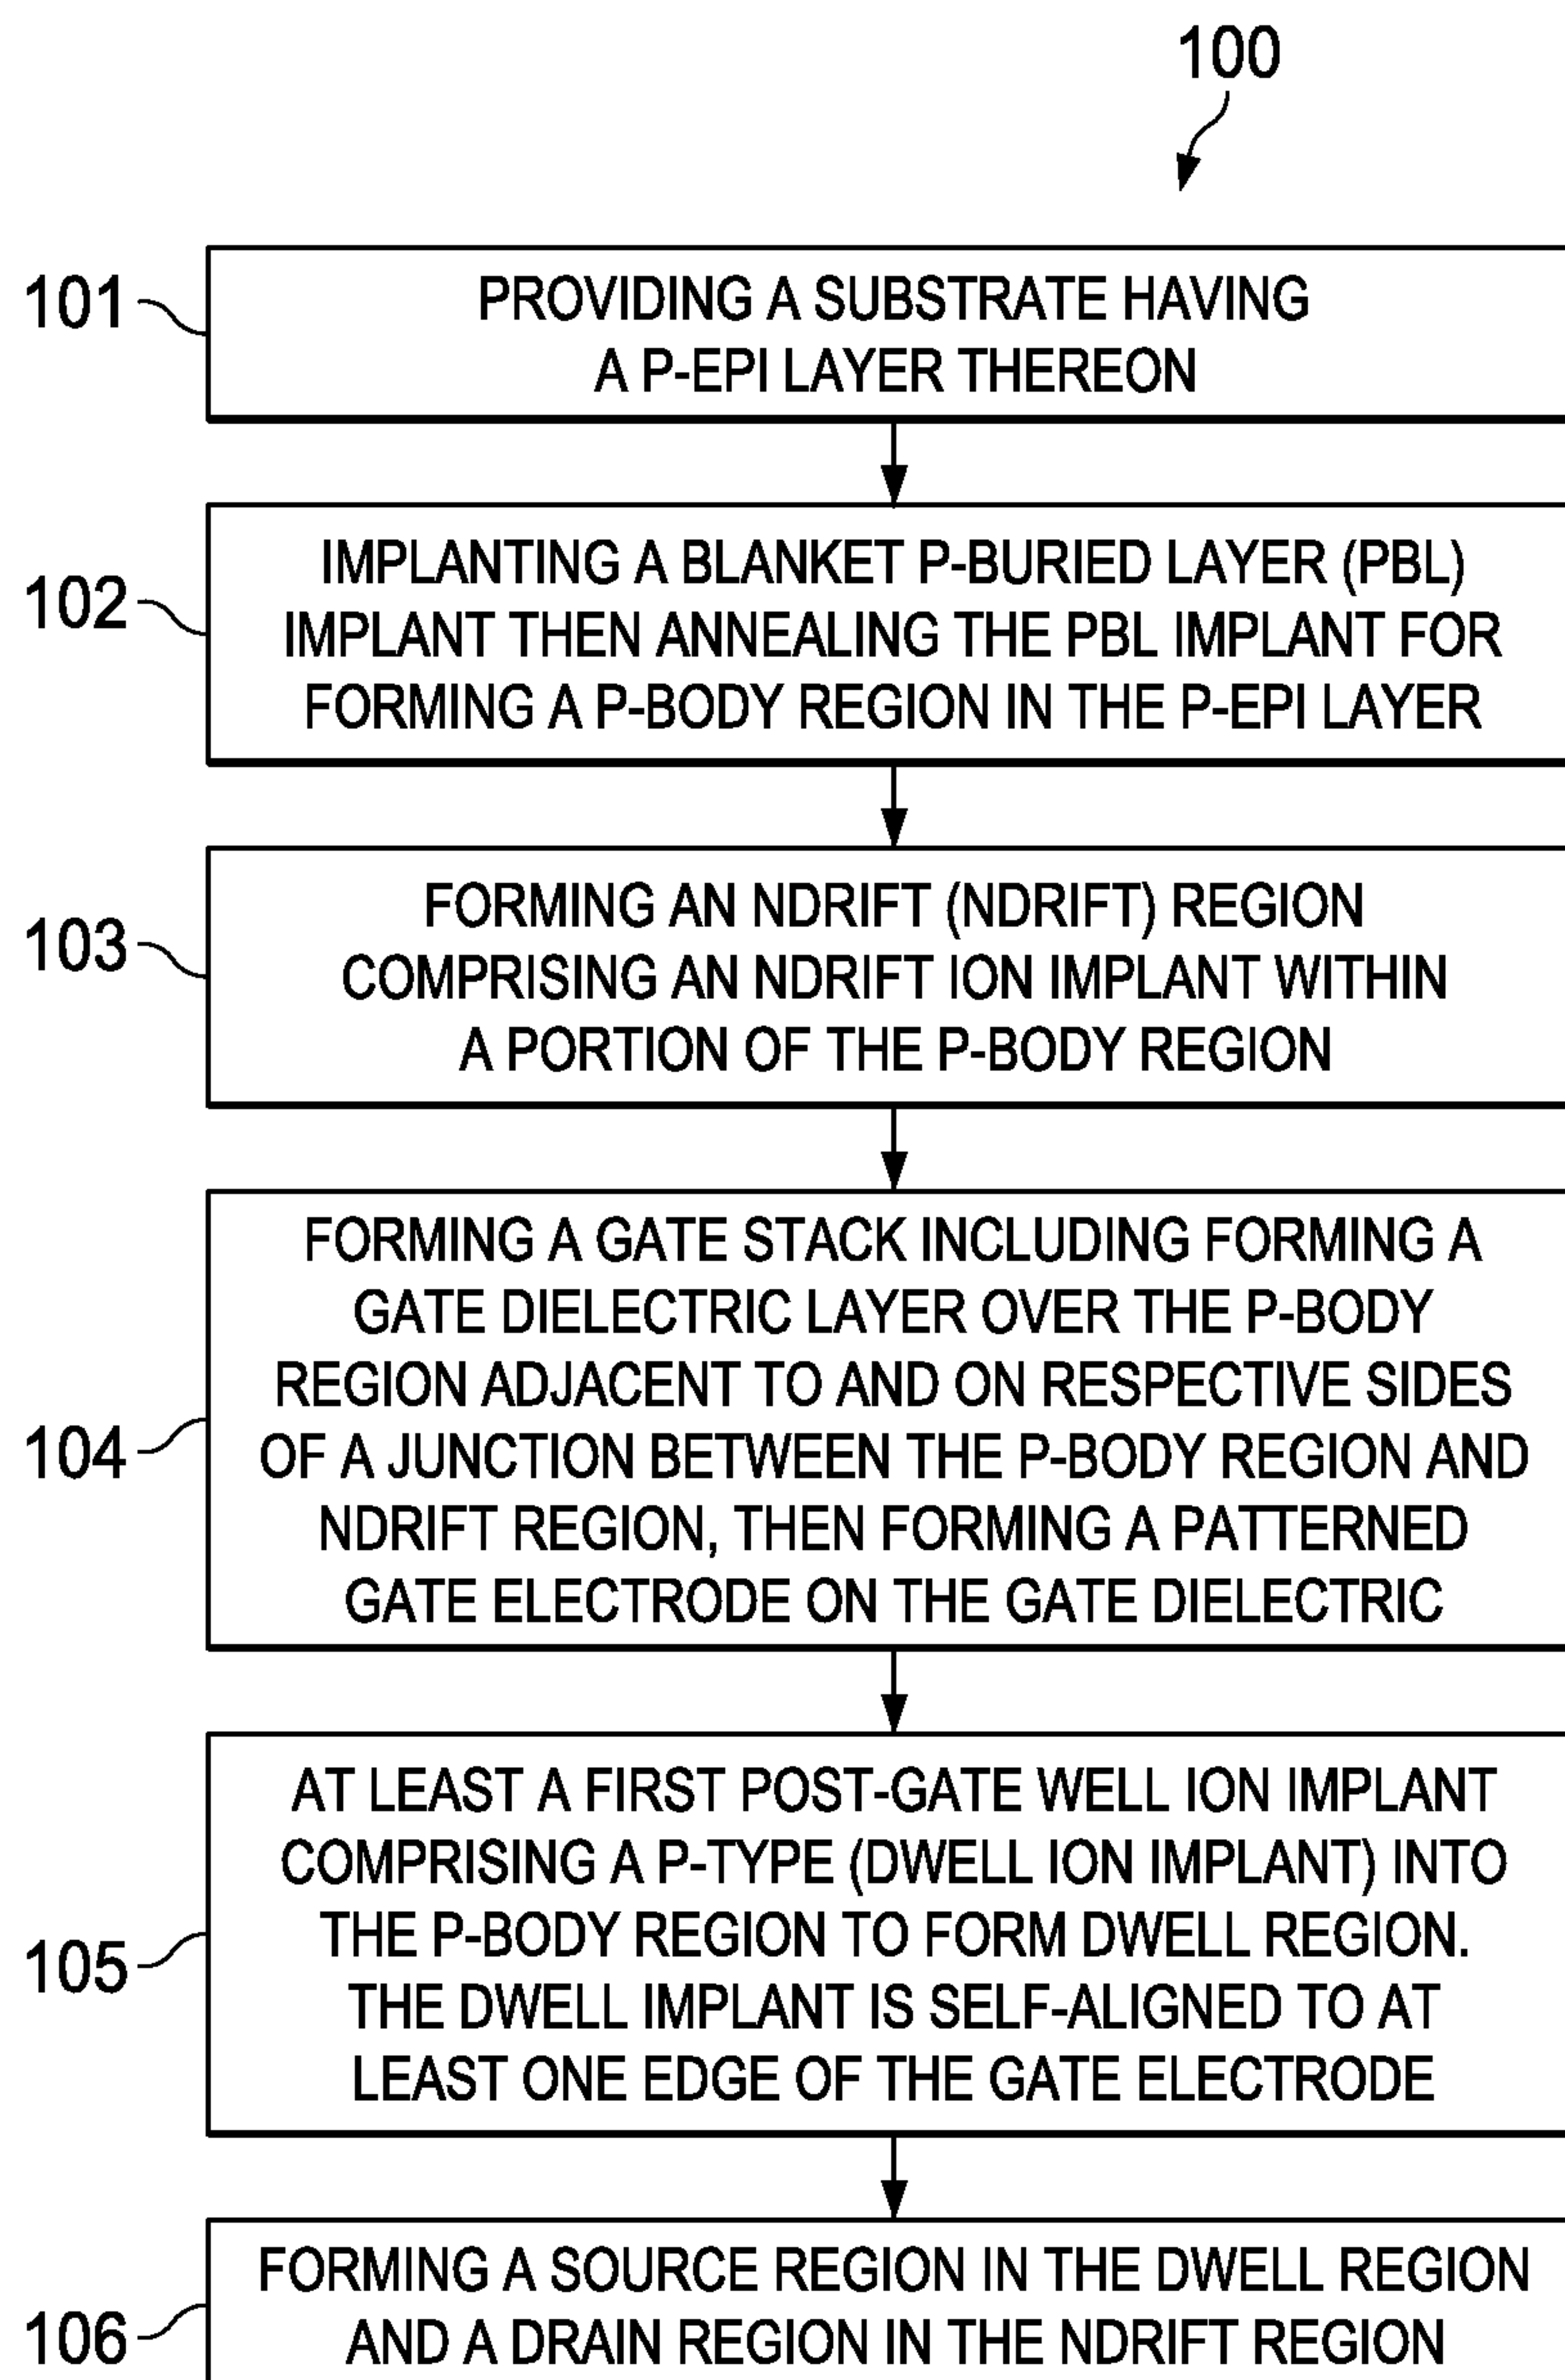 100
101
PROVIDING A SUBSTRATE HAVING
A P-EPI LAYER THEREON
102
IMPLANTING A BLANKET P-BURIED LAYER (PBL)
IMPLANT THEN ANNEALING THE PBL IMPLANT FOR
FORMING A P-BODY REGION IN THE P-EPI LAYER
103
FORMING AN NDRIFT (NDRIFT) REGION
COMPRISING AN NDRIFT ION IMPLANT WITHIN
A PORTION OF THE P-BODY REGION
104
FORMING A GATE STACK INCLUDING FORMING A
GATE DIELECTRIC LAYER OVER THE P-BODY
REGION ADJACENT TO AND ON RESPECTIVE SIDES
OF A JUNCTION BETWEEN THE P-BODY REGION AND
NDRIFT REGION, THEN FORMING A PATTERNED
GATE ELECTRODE ON THE GATE DIELECTRIC
105
AT LEAST A FIRST POST-GATE WELL ION IMPLANT
COMPRISING A P-TYPE (DWELL ION IMPLANT) INTO
THE P-BODY REGION TO FORM DWELL REGION.
THE DWELL IMPLANT IS SELF-ALIGNED TO AT
LEAST ONE EDGE OF THE GATE ELECTRODE
106
FORMING A SOURCE REGION IN THE DWELL REGION
AND A DRAIN REGION IN THE NDRIFT REGION